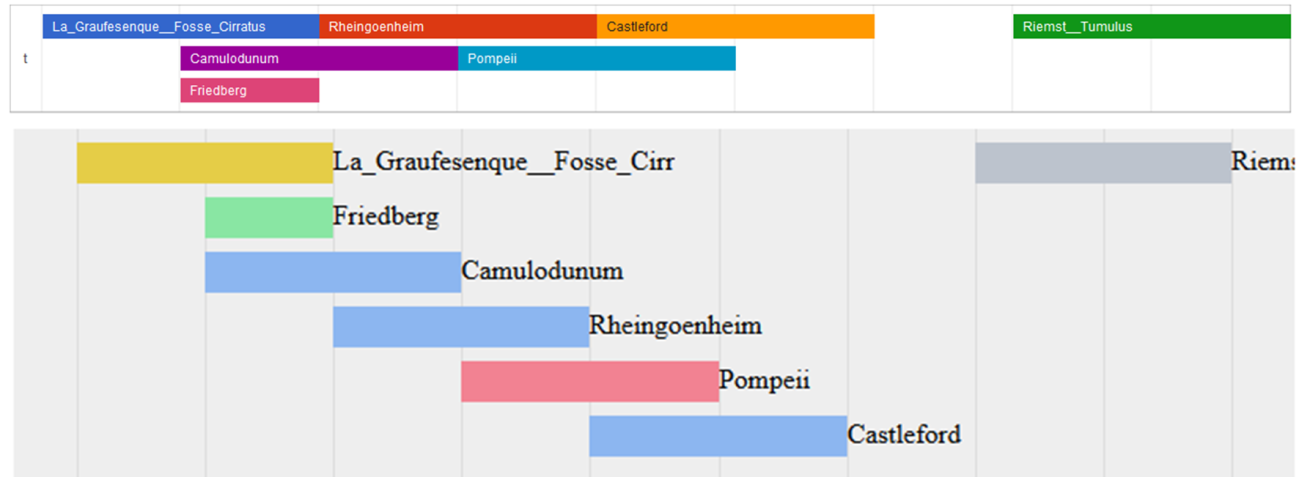 La_Graufesenque__Fosse_Cirratus Rheingoenheim Castleford Riemst__Tumulus
t Camulodunum Pompeii
Friedberg
La_Graufesenque__Fosse_Cirr Riems
Friedberg
Camulodunum
Rheingoenheim
Pompeii
Castleford